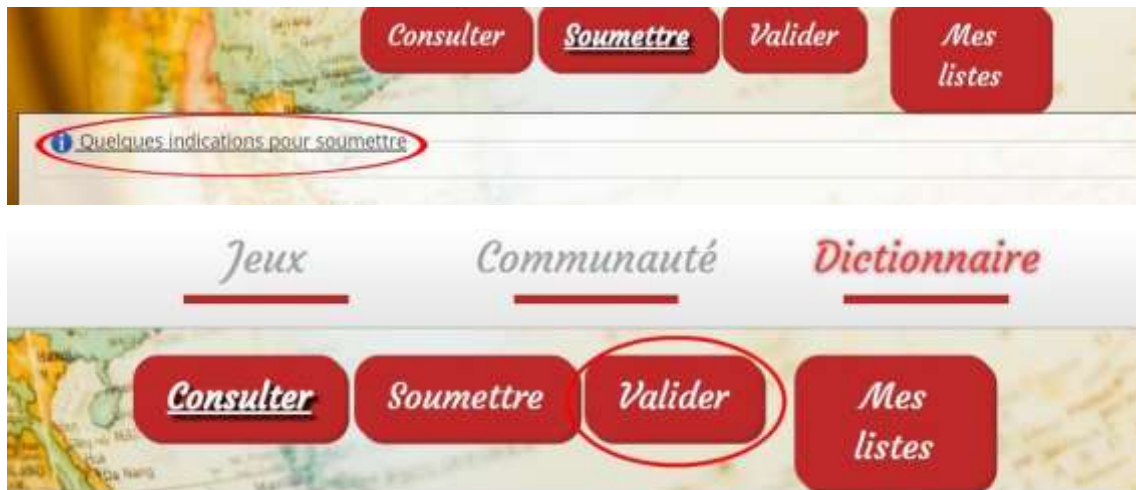 Consulter Soumettre Valider Mes
listes
Quelques indications pour soumettre
Jeux Communauté Dictionnaire
Consulter Soumettre Valider Mes
listes